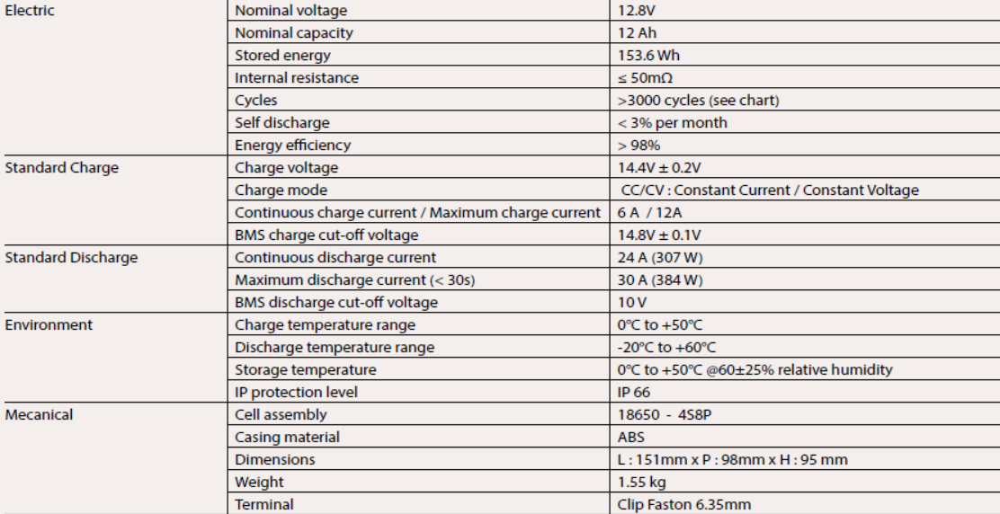 Electric Nominal voltage 12.8V
Nominal capacity 12 Ah
Stored energy 153.6 Wh
Internal resistance ≤ 50mΩ
Cycles >3000 cycles (see chart)
Self discharge < 3% per month
Energy efficiency > 98%
Standard Charge Charge voltage 14.4V ± 0.2V
Charge mode CC/CV : Constant Current / Constant Voltage
Continuous charge current / Maximum charge current 6 A / 12A
BMS charge cut-off voltage 14.8V ± 0.1V
Standard Discharge Continuous discharge current 24 A (307 W)
Maximum discharge current (< 30s) 30 A (384 W)
BMS discharge cut-off voltage 10 V
Environment Charge temperature range 0°C to +50°C
Discharge temperature range -20°C to +60°C
Storage temperature 0°C to +50°C @60±25% relative humidity
IP protection level IP 66
Mecanical Cell assembly 18650 - 4S8P
Casing material ABS
Dimensions L : 151mm x P : 98mm x H : 95 mm
Weight 1.55 kg
Terminal Clip Faston 6.35mm